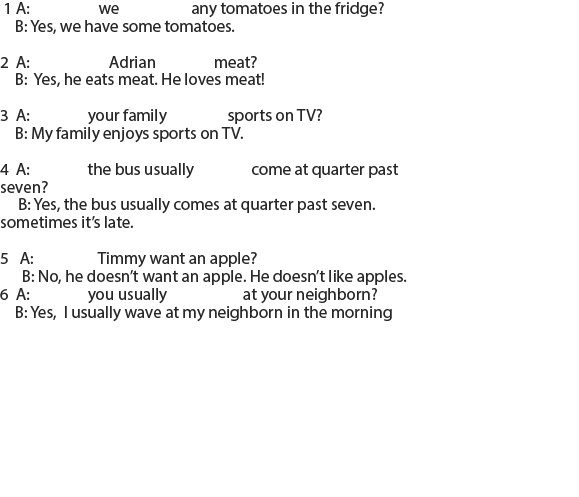 1 A: we any tomatoes in the fridge?
B: Yes, we have some tomatoes.
2 A: Adrian meat?
B: Yes, he eats meat. He loves meat!
3 A: your family sports on TV?
B: My family enjoys sports on TV.
4 A: the bus usually come at quarter past
seven?
B: Yes, the bus usually comes at quarter past seven.
sometimes it's late.
5 A: Timmy want an apple?
B: No, he doesn't want an apple. He doesn't like apples.
6 A: you usually at your neighborn?
B: Yes, I usually wave at my neighborn in the morning